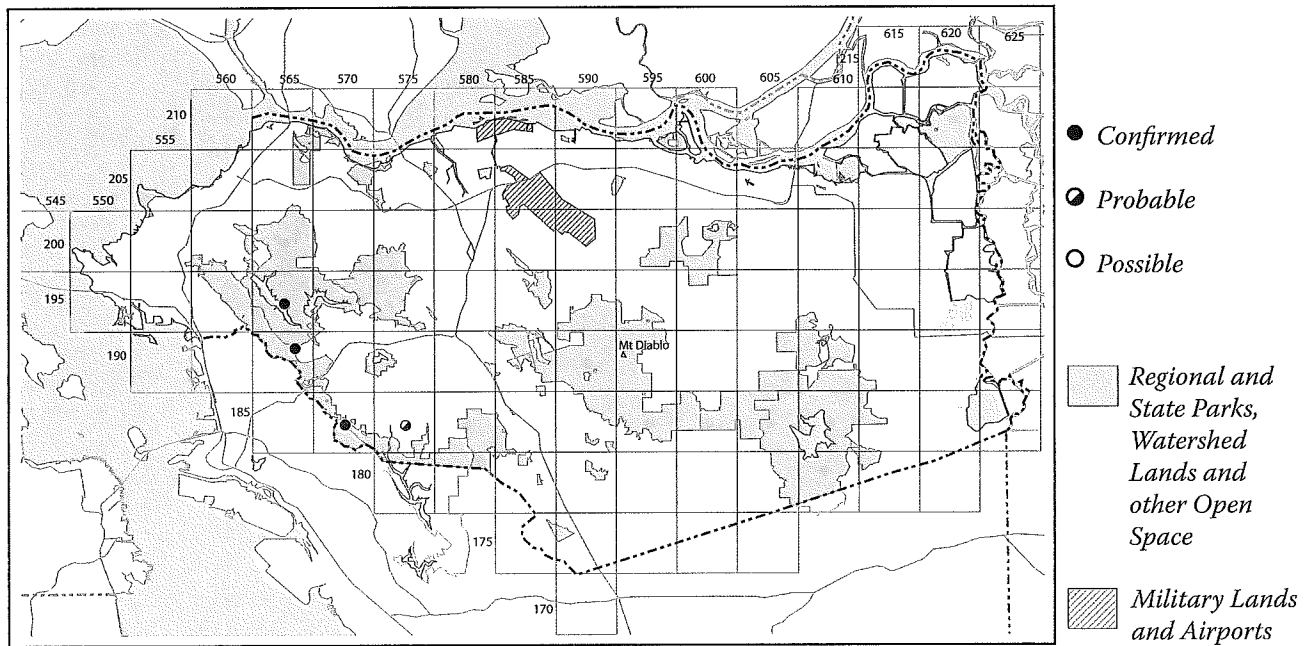 615 620 625
215
560 565 570 575 580 585 590 595 600 605 610
210
555
205
545 550
200
195
190
Mt Diablo
185
180
175
170
Confirmed
Probable
Possible
Regional and
State Parks,
Watershed
Lands and
other Open
Space
Military Lands
and Airports